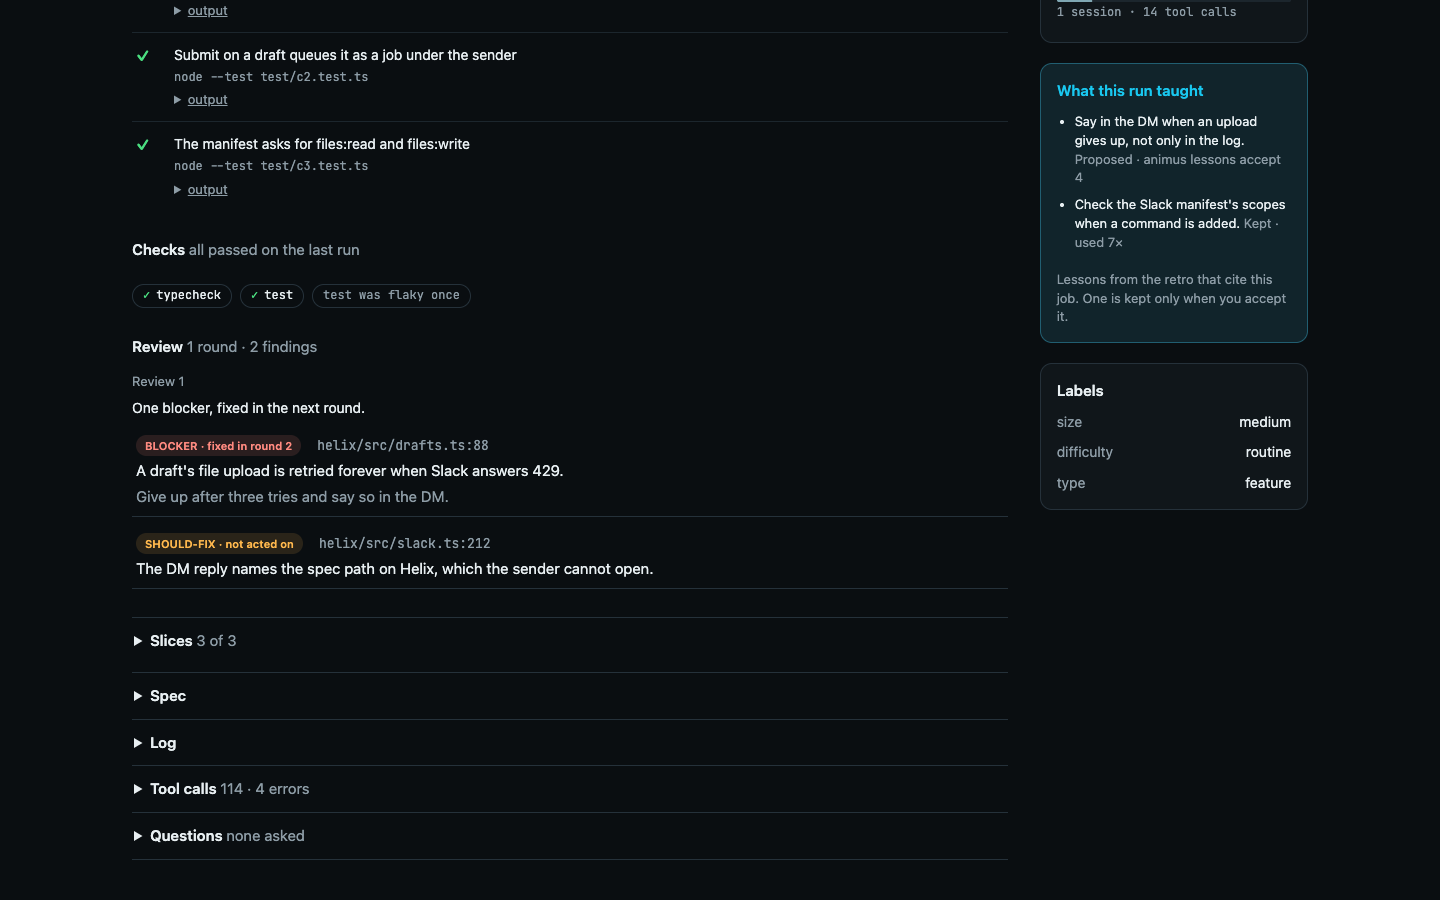 ▶ output
✓ Submit on a draft queues it as a job under the sender
node --test test/c2.test.ts
▶ output
✓ The manifest asks for files:read and files:write
node --test test/c3.test.ts
▶ output
Checks all passed on the last run
✓ typecheck ✓ test test was flaky once
Review 1 round · 2 findings
Review 1
One blocker, fixed in the next round.
BLOCKER · fixed in round 2 helix/src/drafts.ts:88
A draft's file upload is retried forever when Slack answers 429.
Give up after three tries and say so in the DM.
SHOULD-FIX · not acted on helix/src/slack.ts:212
The DM reply names the spec path on Helix, which the sender cannot open.
▶ Slices 3 of 3
▶ Spec
▶ Log
▶ Tool calls 114 · 4 errors
▶ Questions none asked
1 session · 14 tool calls
What this run taught
• Say in the DM when an upload
gives up, not only in the log.
Proposed · animus lessons accept
4
• Check the Slack manifest's scopes
when a command is added. Kept ·
used 7×
Lessons from the retro that cite this
job. One is kept only when you accept
it.
Labels
size medium
difficulty routine
type feature